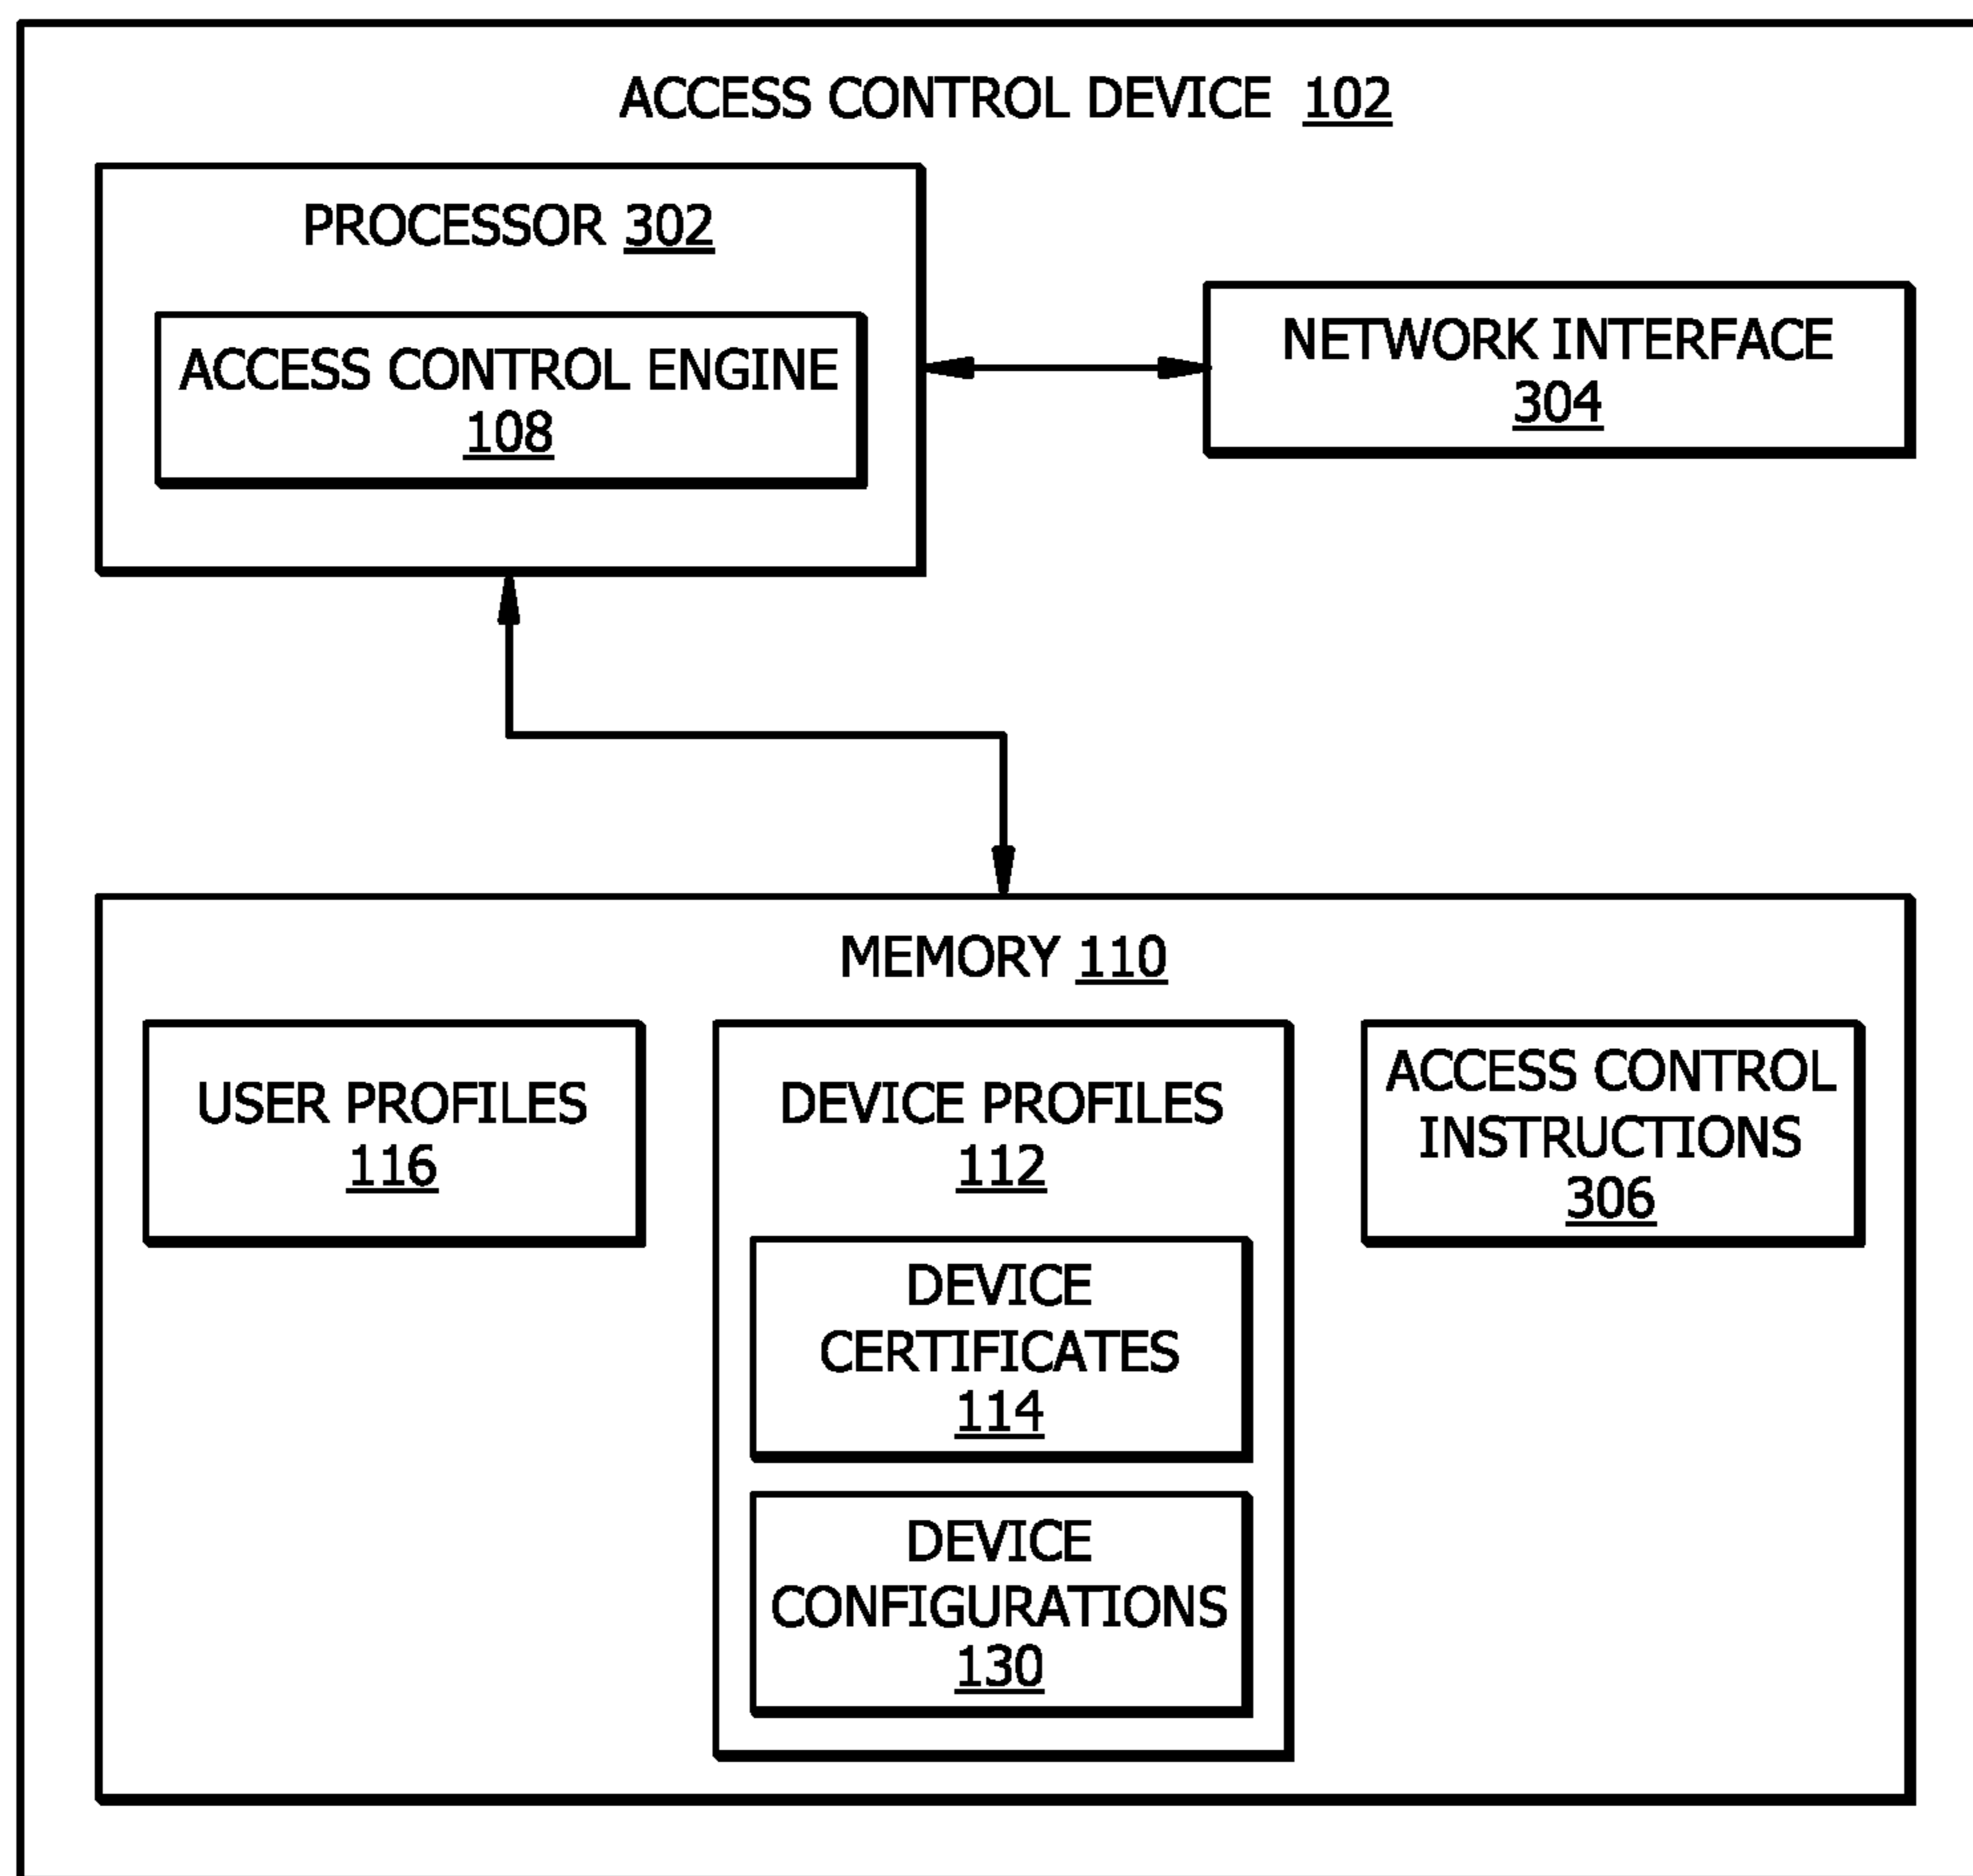 ACCESS CONTROL DEVICE 102
PROCESSOR 302
ACCESS CONTROL ENGINE
108
NETWORK INTERFACE
304
MEMORY 110
USER PROFILES
116
DEVICE PROFILES
112
DEVICE
CERTIFICATES
114
DEVICE
CONFIGURATIONS
130
ACCESS CONTROL
INSTRUCTIONS
306